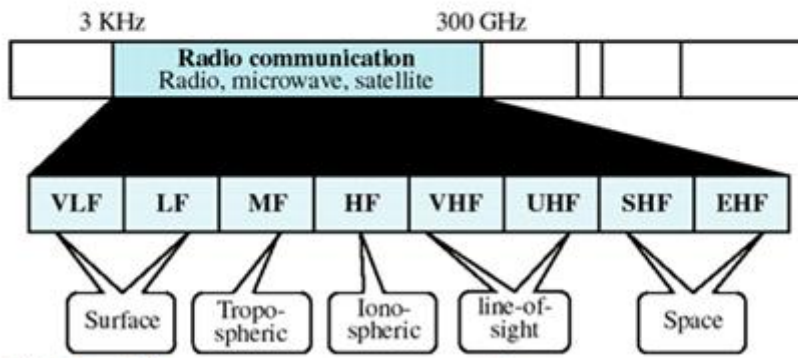 3 KHz 300 GHz
Radio communication
Radio, microwave, satellite
VLF LF MF HF VHF UHF SHF EHF
Surface
Tropo-
spheric
Iono-
spheric
line-of-
sight
Space